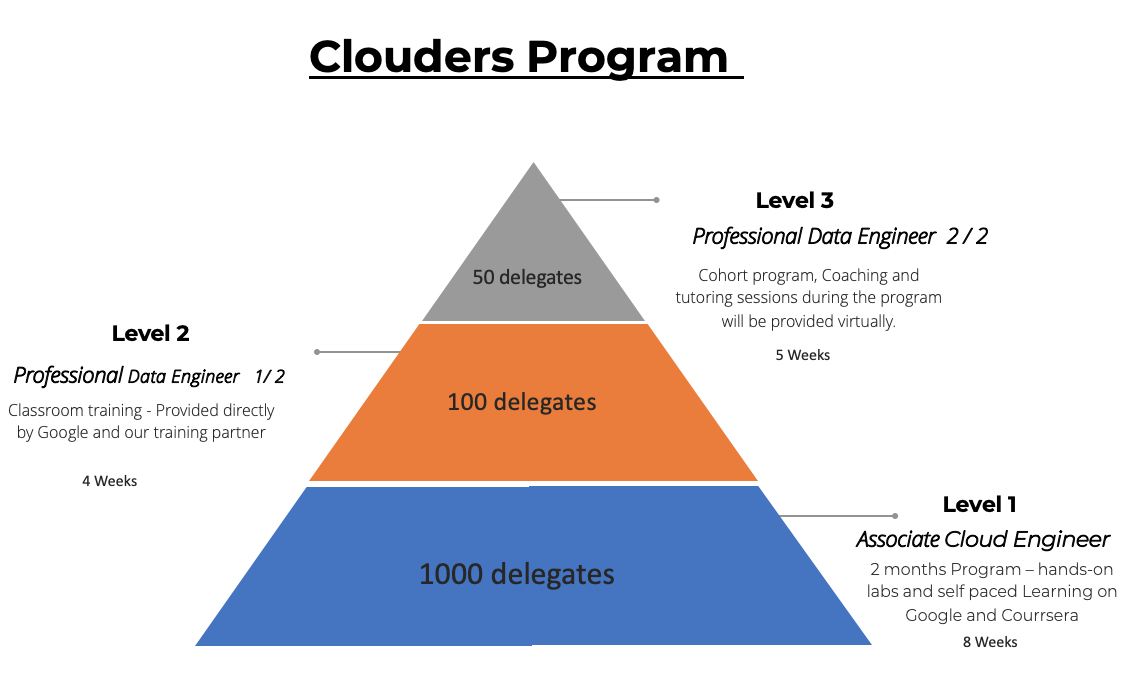 Clouders Program
Level 3
Professional Data Engineer 2 / 2
50 delegates
Cohort program, Coaching and
tutoring sessions during the program
will be provided virtually.
5 Weeks
Level 2
Professional Data Engineer 1/ 2
100 delegates
Classroom training - Provided directly
by Google and our training partner
4 Weeks
Level 1
Associate Cloud Engineer
1000 delegates
2 months Program – hands-on
labs and self paced Learning on
Google and Courrsera
8 Weeks